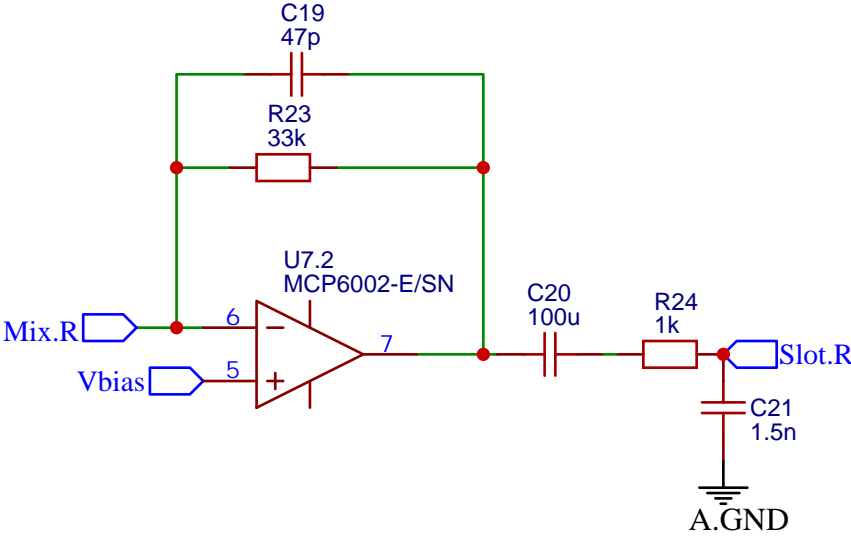 C19
47p
R23
33k
U7.2
MCP6002-E/SN
Mix.R
6
7
Vbias
5
C20
100u
R24
1k
Slot.R
C21
1.5n
A.GND